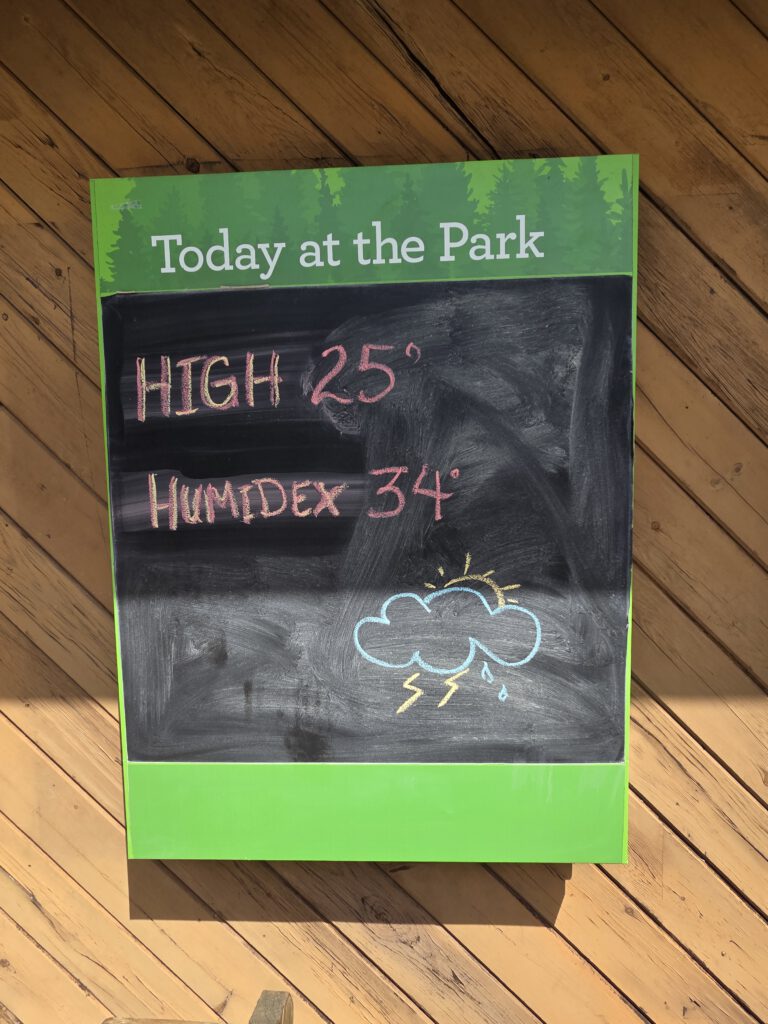 Today at the Park
HIGH 25°
HUMIDEX 34°